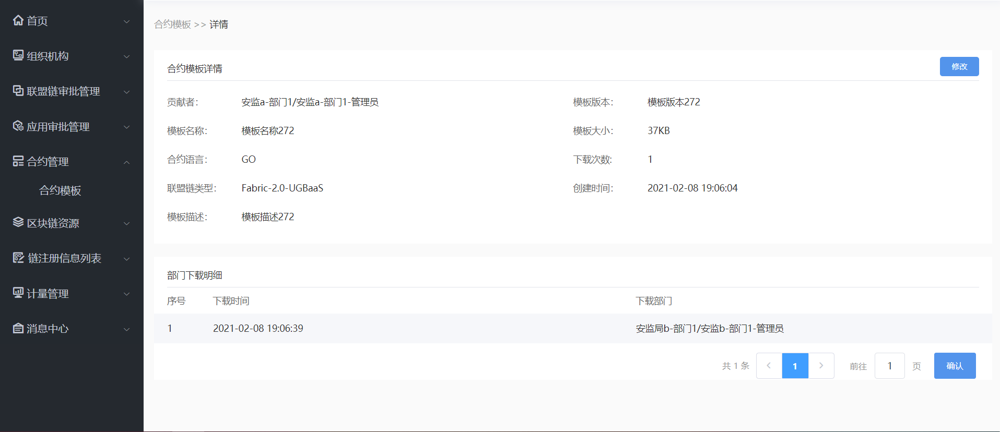 首页
组织机构
联盟链审批管理
应用审批管理
合约管理
合约模板
区块链资源
链注册信息列表
计量管理
消息中心
合约模板 >> 详情
合约模板详情
修改
贡献者: 安监a-部门1/安监a-部门1-管理员 模板版本: 模板版本272
模板名称: 模板名称272 模板大小: 37KB
合约语言: GO 下载次数: 1
联盟链类型: Fabric-2.0-UGBaaS 创建时间: 2021-02-08 19:06:04
模板描述: 模板描述272
部门下载明细
序号 下载时间 下载部门
1 2021-02-08 19:06:39 安监局b-部门1/安监b-部门1-管理员
共 1 条 1 前往 1 页 确认